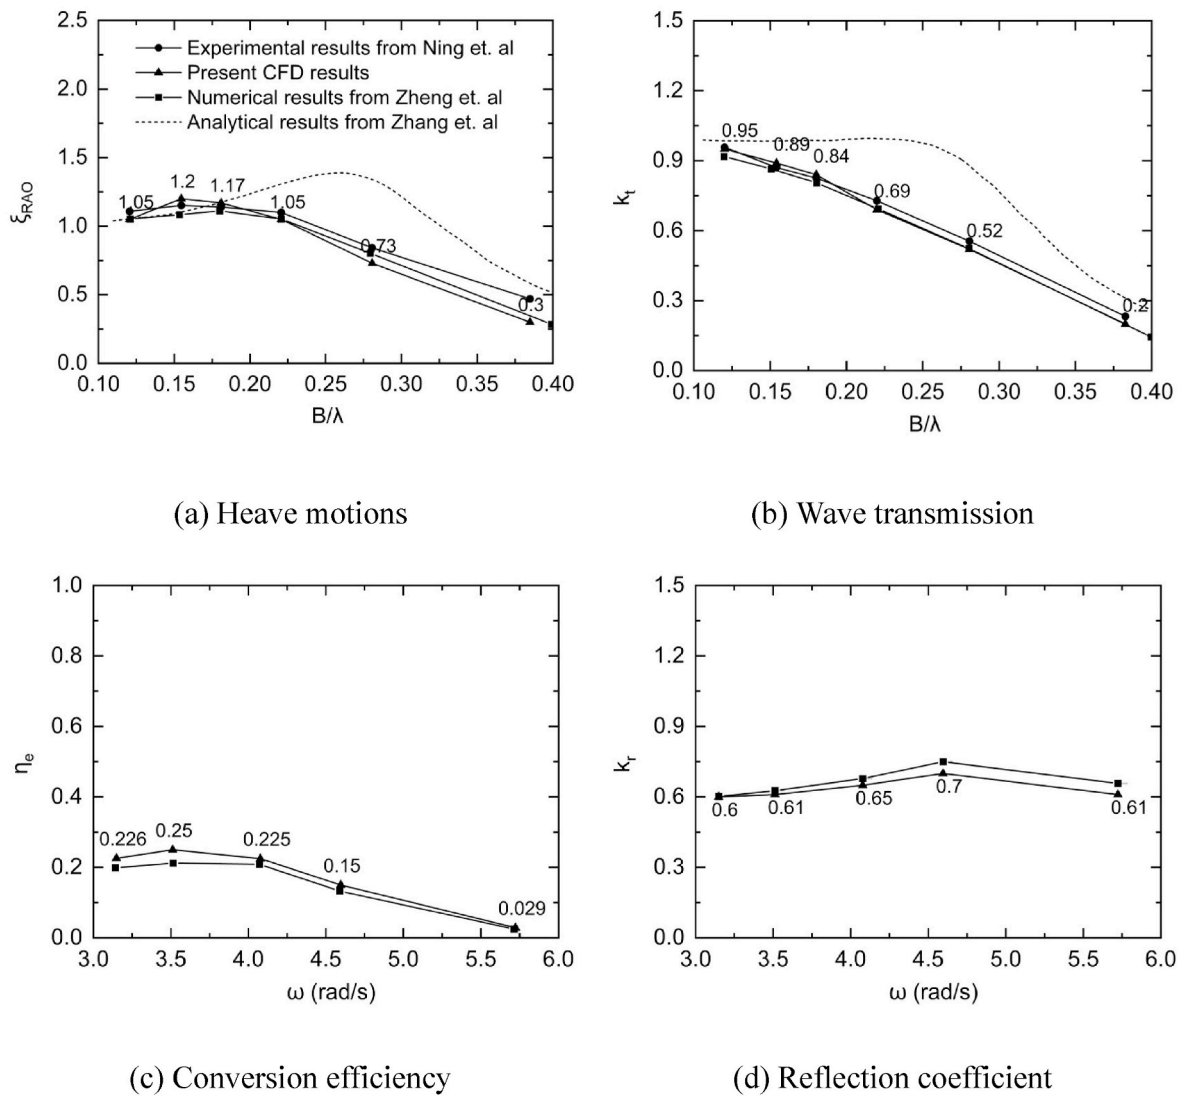 2.5
2.0
1.5
1.0
0.5
0.0
ξRAO
Experimental results from Ning et. al
Present CFD results
Numerical results from Zheng et. al
Analytical results from Zhang et. al
1.05
1.2
1.17
1.05
0.73
0.3
0.10 0.15 0.20 0.25 0.30 0.35 0.40
B/λ
(a) Heave motions
1.5
1.2
0.9
0.6
0.3
0.0
kt
0.95
0.89
0.84
0.69
0.52
0.2
0.10 0.15 0.20 0.25 0.30 0.35 0.40
B/λ
(b) Wave transmission
1.0
0.8
0.6
0.4
0.2
0.0
ηe
0.226
0.25
0.225
0.15
0.029
3.0 3.5 4.0 4.5 5.0 5.5 6.0
ω (rad/s)
(c) Conversion efficiency
1.5
1.2
0.9
0.6
0.3
0.0
kr
0.6
0.61
0.65
0.7
0.61
3.0 3.5 4.0 4.5 5.0 5.5 6.0
ω (rad/s)
(d) Reflection coefficient